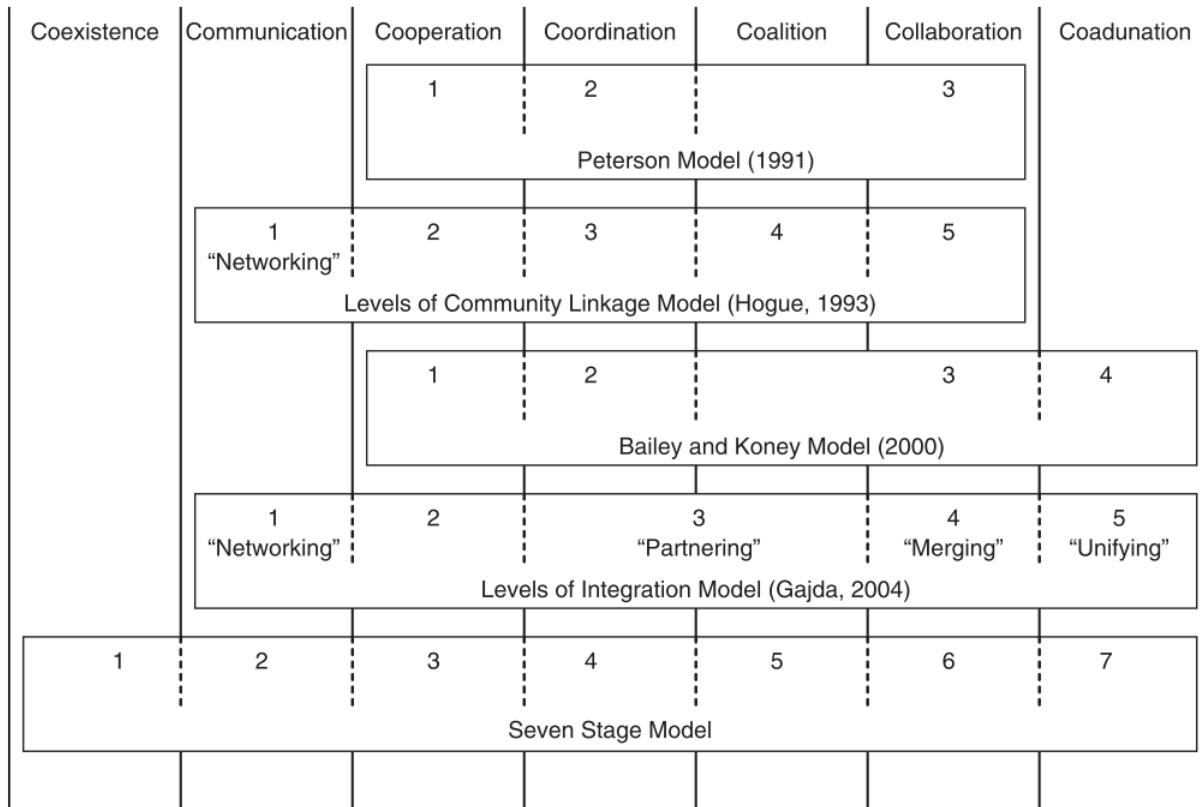 Coexistence Communication Cooperation Coordination Coalition Collaboration Coadunation
1 2 3
Peterson Model (1991)
1 2 3 4 5
“Networking”
Levels of Community Linkage Model (Hogue, 1993)
1 2 3 4
Bailey and Koney Model (2000)
1 2 3 4 5
“Networking” “Partnering” “Merging” “Unifying”
Levels of Integration Model (Gajda, 2004)
1 2 3 4 5 6 7
Seven Stage Model